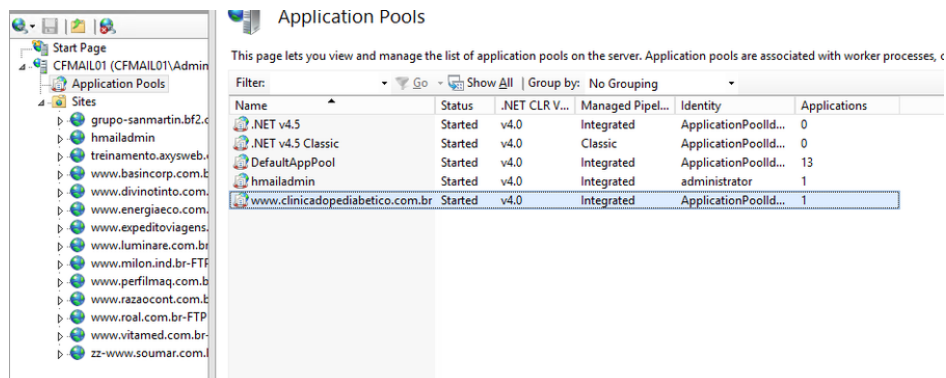 Application Pools
Start Page
CFMAIL01 (CFMAIL01\Admin
Application Pools
Sites
grupo-sanmartin.bf2.c
hmailadmin
treinamento.axysweb.
www.basincorp.com.b
www.divinotinto.com.
www.energiaeco.com.
www.expeditoviagens.
www.luminare.com.br
www.milon.ind.br-FTP
www.perfilmaq.com.b
www.razaocont.com.b
www.roal.com.br-FTP
www.vitamed.com.br-
zz-www.soumar.com.l
This page lets you view and manage the list of application pools on the server. Application pools are associated with worker processes, c
Filter: Go Show All Group by: No Grouping
Name Status .NET CLR V... Managed Pipel... Identity Applications
.NET v4.5 Started v4.0 Integrated ApplicationPoolId... 0
.NET v4.5 Classic Started v4.0 Classic ApplicationPoolId... 0
DefaultAppPool Started v4.0 Integrated ApplicationPoolId... 13
hmailadmin Started v4.0 Integrated administrator 1
www.clinicadopediabetico.com.br Started v4.0 Integrated ApplicationPoolId... 1